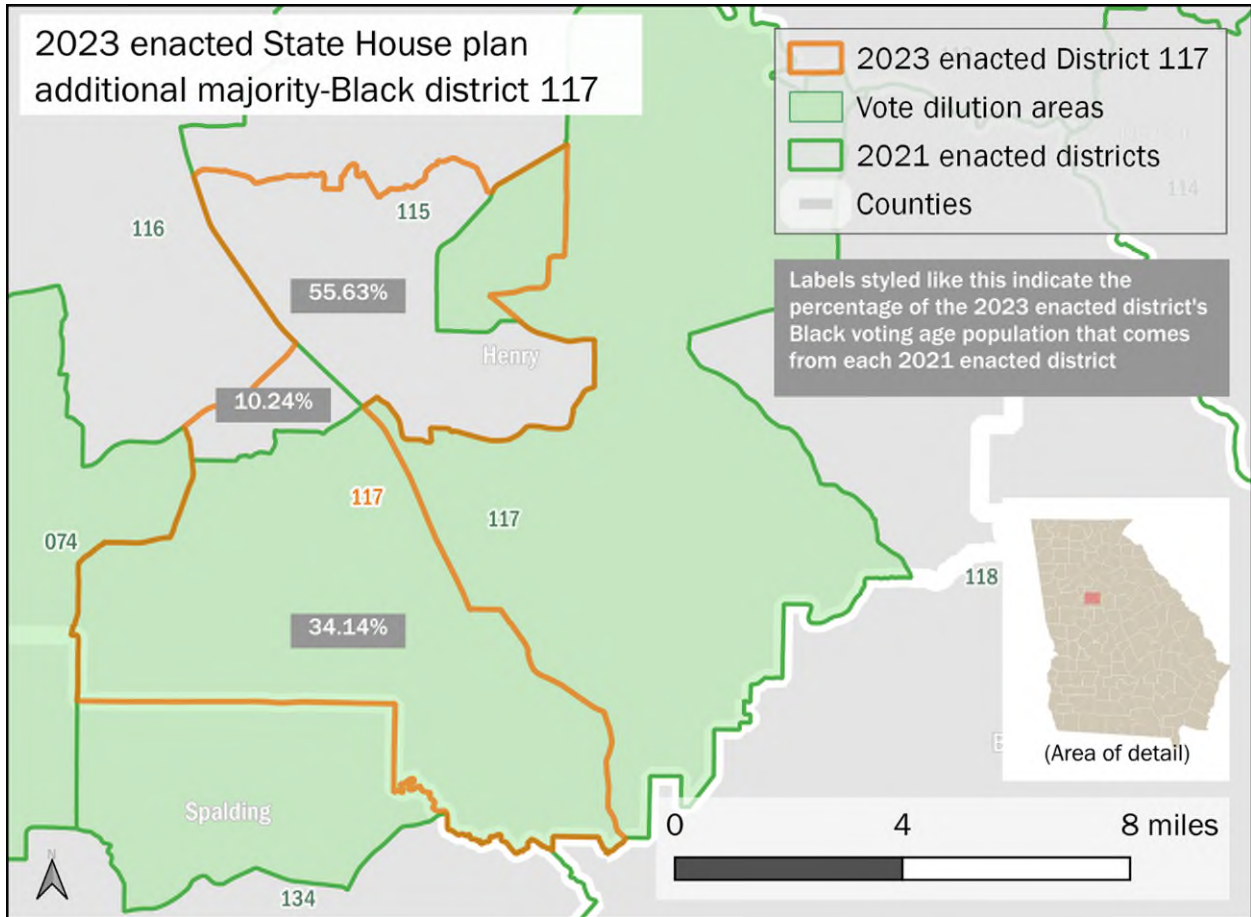 2023 enacted State House plan
additional majority-Black district 117
2023 enacted District 117
Vote dilution areas
2021 enacted districts
Counties
114
Labels styled like this indicate the
percentage of the 2023 enacted district's
Black voting age population that comes
from each 2021 enacted district
115
116
55.63%
Henry
10.24%
117
117
074
118
34.14%
(Area of detail)
Spalding
0 4 8 miles
N
134